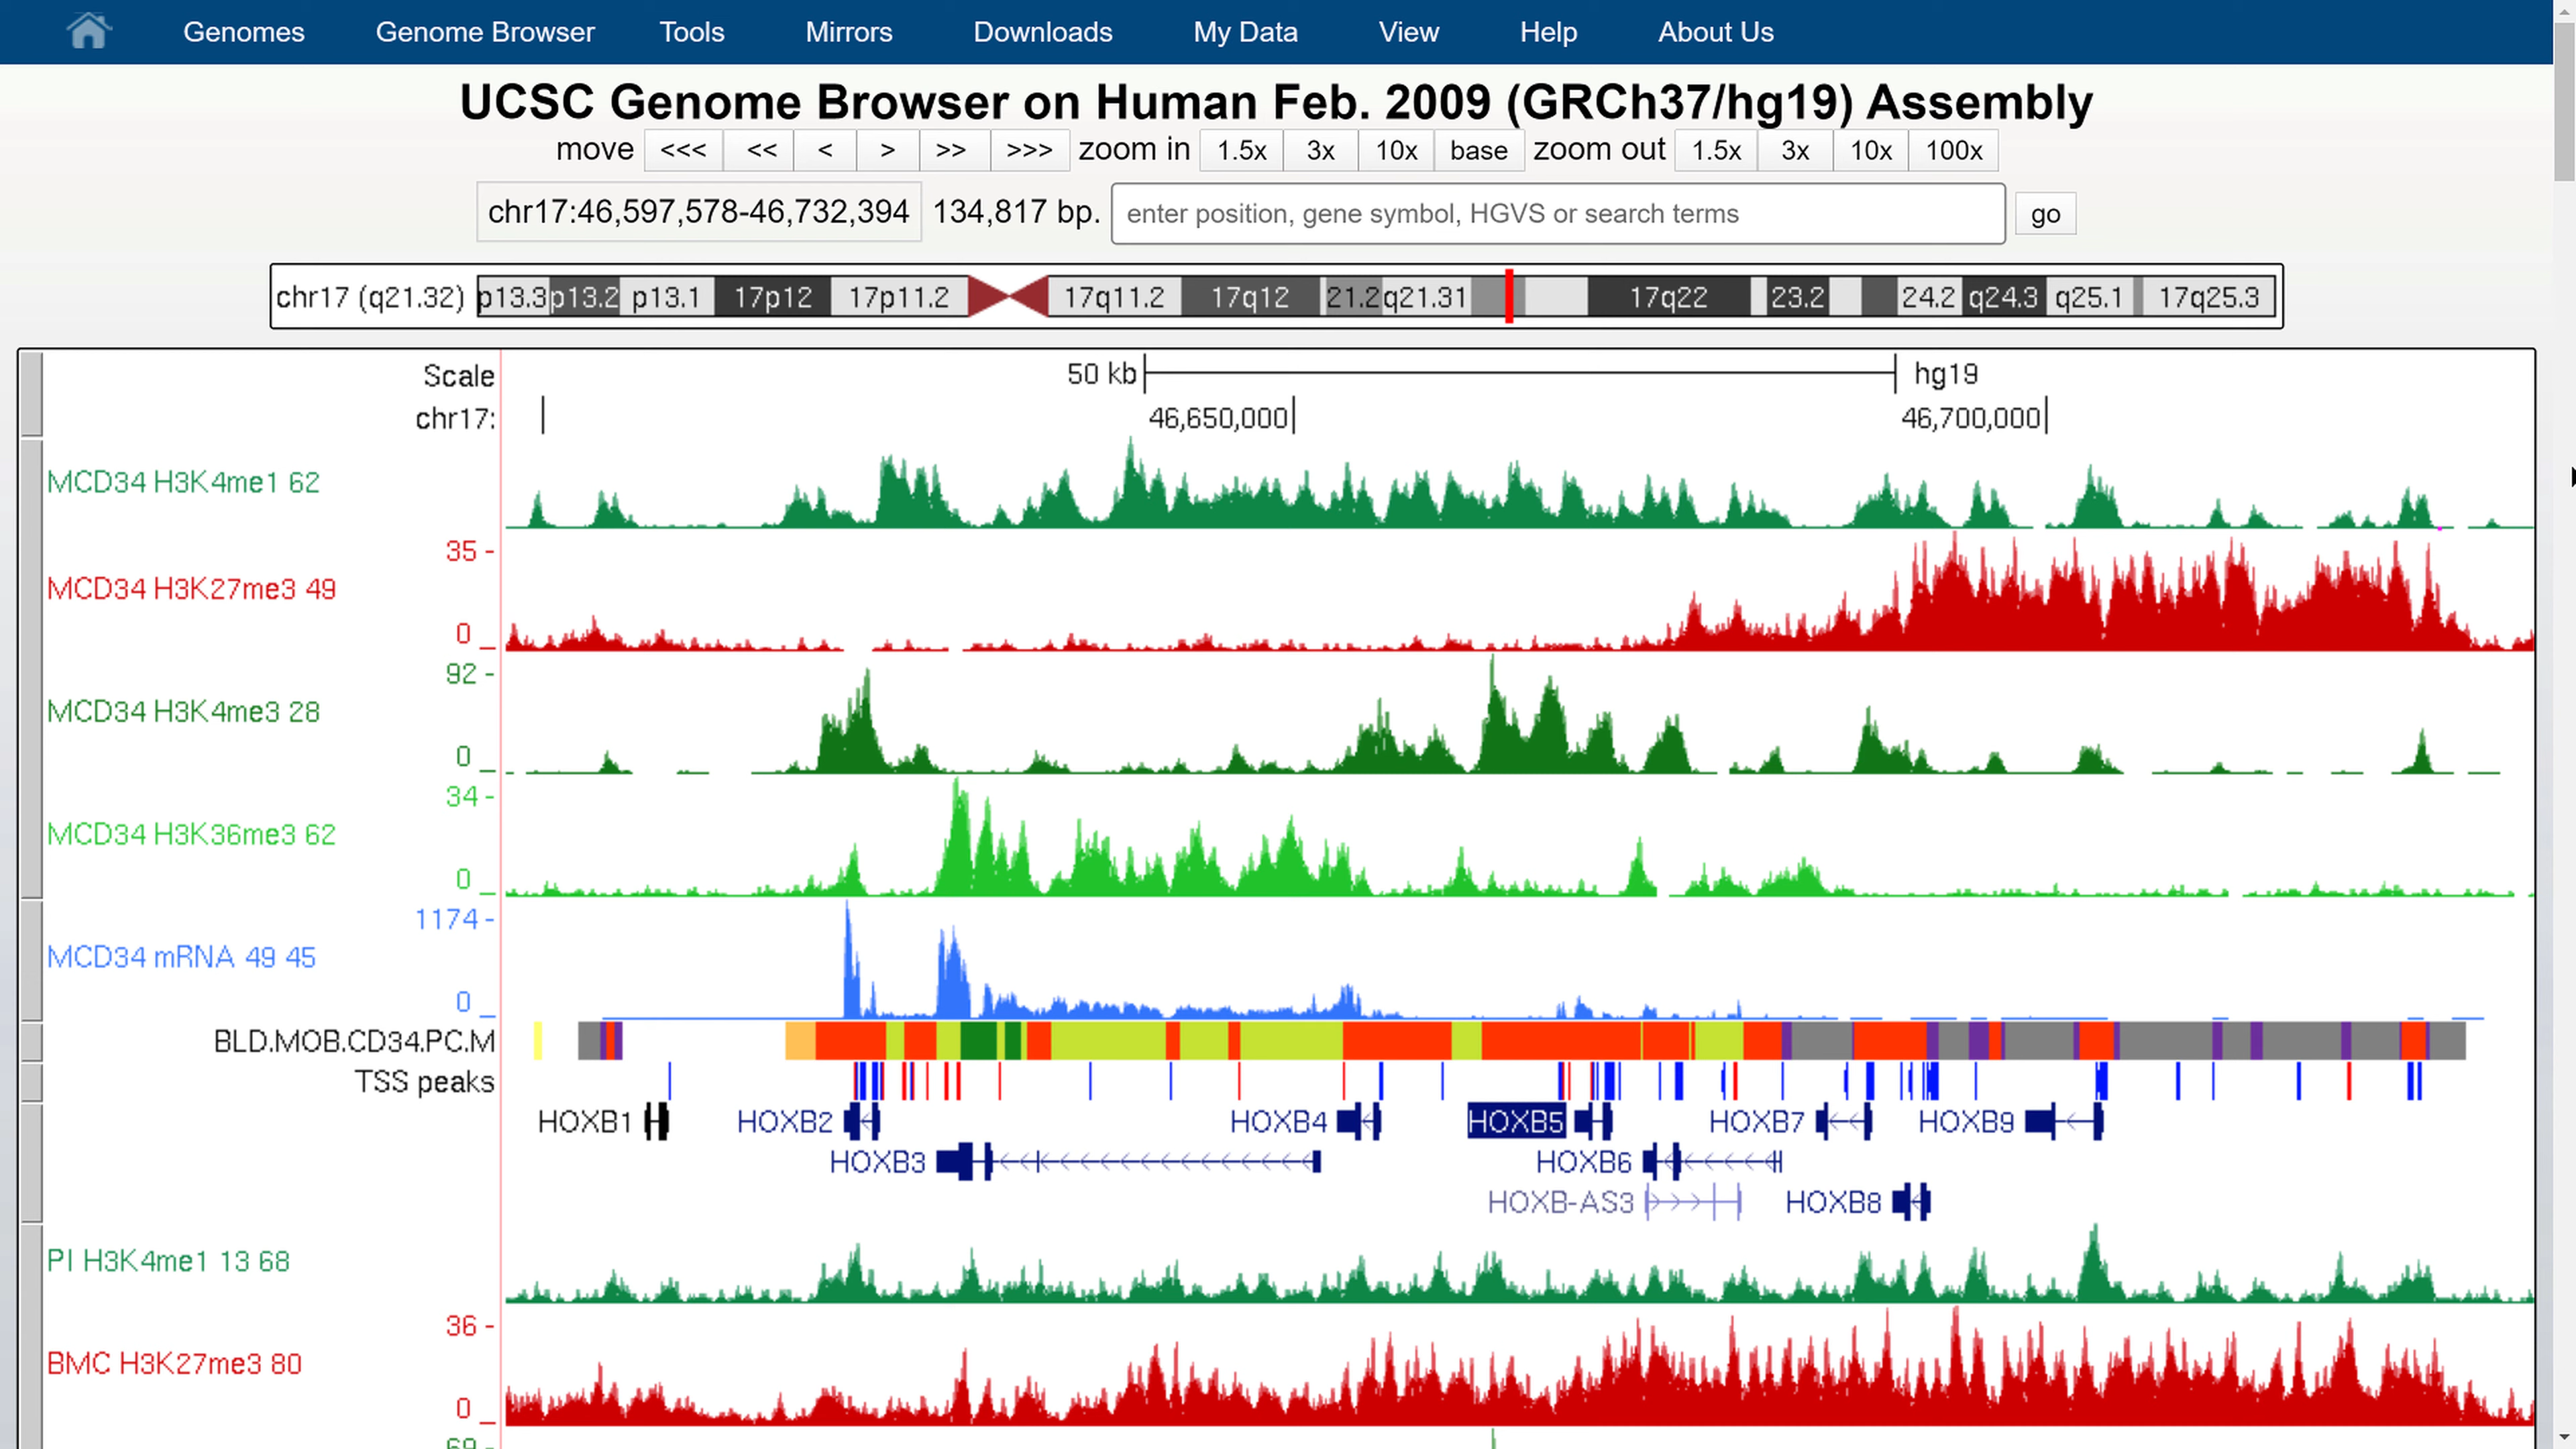 Genomes Genome Browser Tools Mirrors Downloads My Data View Help About Us
UCSC Genome Browser on Human Feb. 2009 (GRCh37/hg19) Assembly
move <<< << < > >> >>> zoom in 1.5x 3x 10x base zoom out 1.5x 3x 10x 100x
chr17:46,597,578-46,732,394 134,817 bp. enter position, gene symbol, HGVS or search terms go
chr17 (q21.32) p13.3 p13.2 p13.1 17p12 17p11.2 17q11.2 17q12 21.2 q21.31 17q22 23.2 24.2 q24.3 q25.1 17q25.3
Scale 50 kb hg19
chr17: 46,650,000 46,700,000
MCD34 H3K4me1 62
35 -
MCD34 H3K27me3 49
0 _
92 -
MCD34 H3K4me3 28
0 _
34 -
MCD34 H3K36me3 62
0 _
1174 -
MCD34 mRNA 49 45
0 _
BLD.MOB.CD34.PC.M
TSS peaks
HOXB1 HOXB2 HOXB4 HOXB5 HOXB7 HOXB9
HOXB3 HOXB6
HOXB-AS3 HOXB8
PI H3K4me1 13 68
36 -
BMC H3K27me3 80
0 _